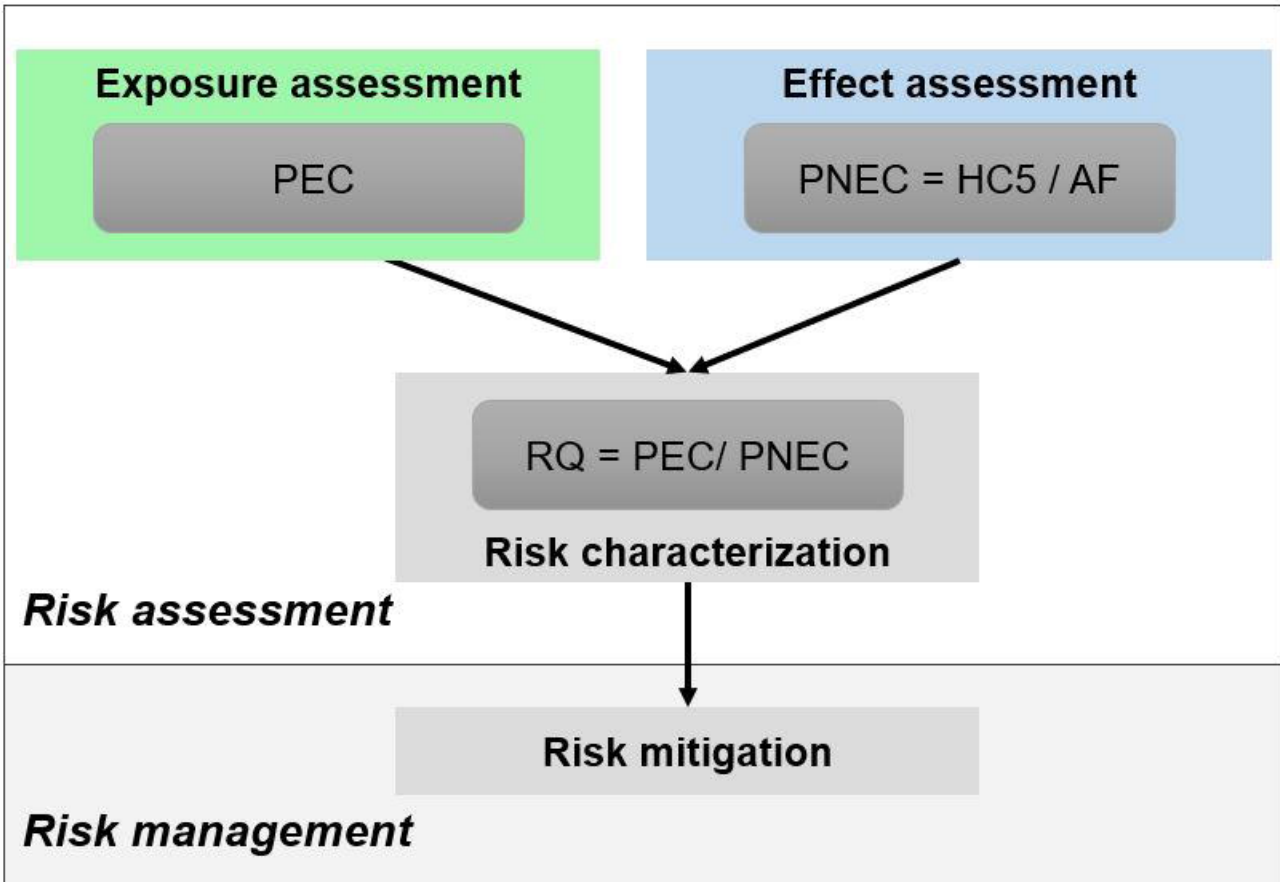 Exposure assessment
PEC
Effect assessment
PNEC = HC5 / AF
RQ = PEC/ PNEC
Risk characterization
Risk assessment
Risk mitigation
Risk management